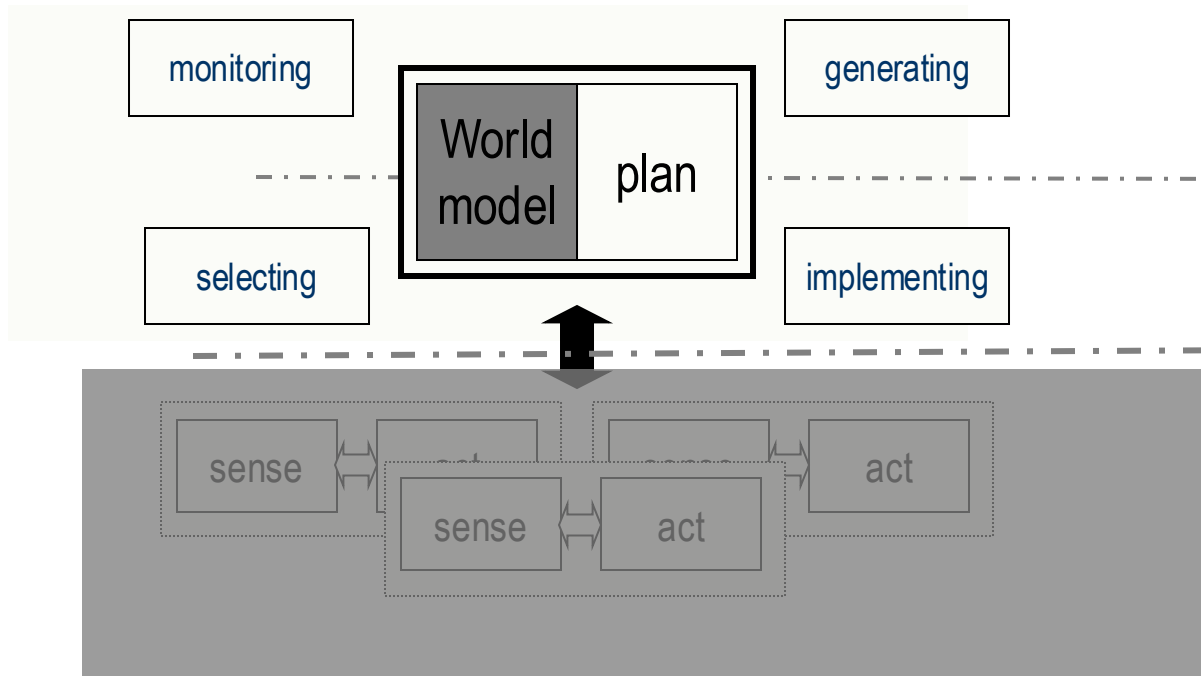 monitoring
generating
World
model
plan
selecting
implementing
sense
act
sense
act